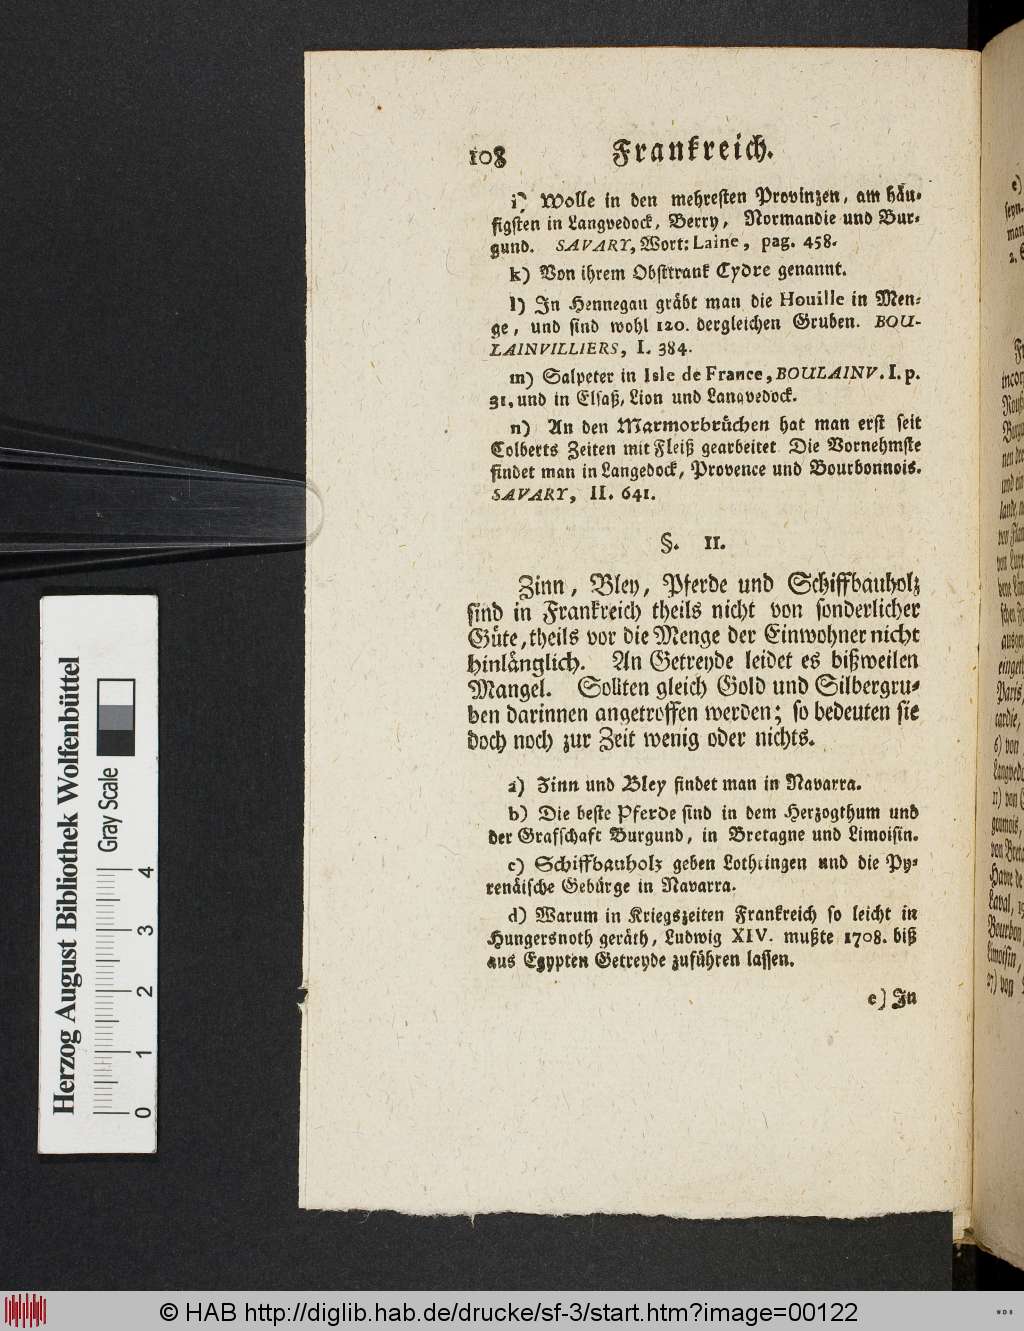 108 Frankreich.
i) Wolle in den mehresten Provinzen, am häu-
figsten in Langvedock, Berry, Normandie und Bur-
gund. SAVARY, Wort: Laine, pag. 458.
k) Von ihrem Obsttrank Cydre genannt.
l) In Hennegau gräbt man die Houille in Men-
ge, und sind wohl 120. dergleichen Gruben. BOU-
LAINVILLIERS, I. 384.
m) Salpeter in Isle de France, BOULAINV. I. p.
31. und in Elsaß, Lion und Langvedock.
n) An den Marmorbrüchen hat man erst seit
Colberts Zeiten mit Fleiß gearbeitet Die Vornehmste
findet man in Langedock, Provence und Bourbonnois.
SAVARY, II. 641.
§. 11.
Zinn, Bley, Pferde und Schiffbauholz
sind in Frankreich theils nicht von sonderlicher
Güte, theils vor die Menge der Einwohner nicht
hinlänglich. An Getreyde leidet es bißweilen
Mangel. Sollten gleich Gold und Silbergru-
ben darinnen angetroffen werden; so bedeuten sie
doch noch zur Zeit wenig oder nichts.
a) Zinn und Bley findet man in Navarra.
b) Die beste Pferde sind in dem Herzogthum und
der Grafschaft Burgund, in Bretagne und Limoisin.
c) Schiffbauholz geben Lothringen und die Py-
renäische Gebürge in Navarra.
d) Warum in Kriegszeiten Frankreich so leicht in
Hungersnoth geräth, Ludwig XIV. mußte 1708. biß
aus Egypten Getreyde zuführen lassen.
e) In
Herzog August Bibliothek Wolfenbüttel
Gray Scale
0 1 2 3 4
© HAB http://diglib.hab.de/drucke/sf-3/start.htm?image=00122